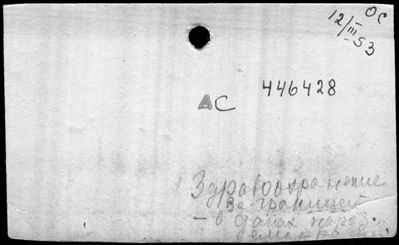 ОС
12/III 53
АС 446428
Здравоохранение
за границей
– в